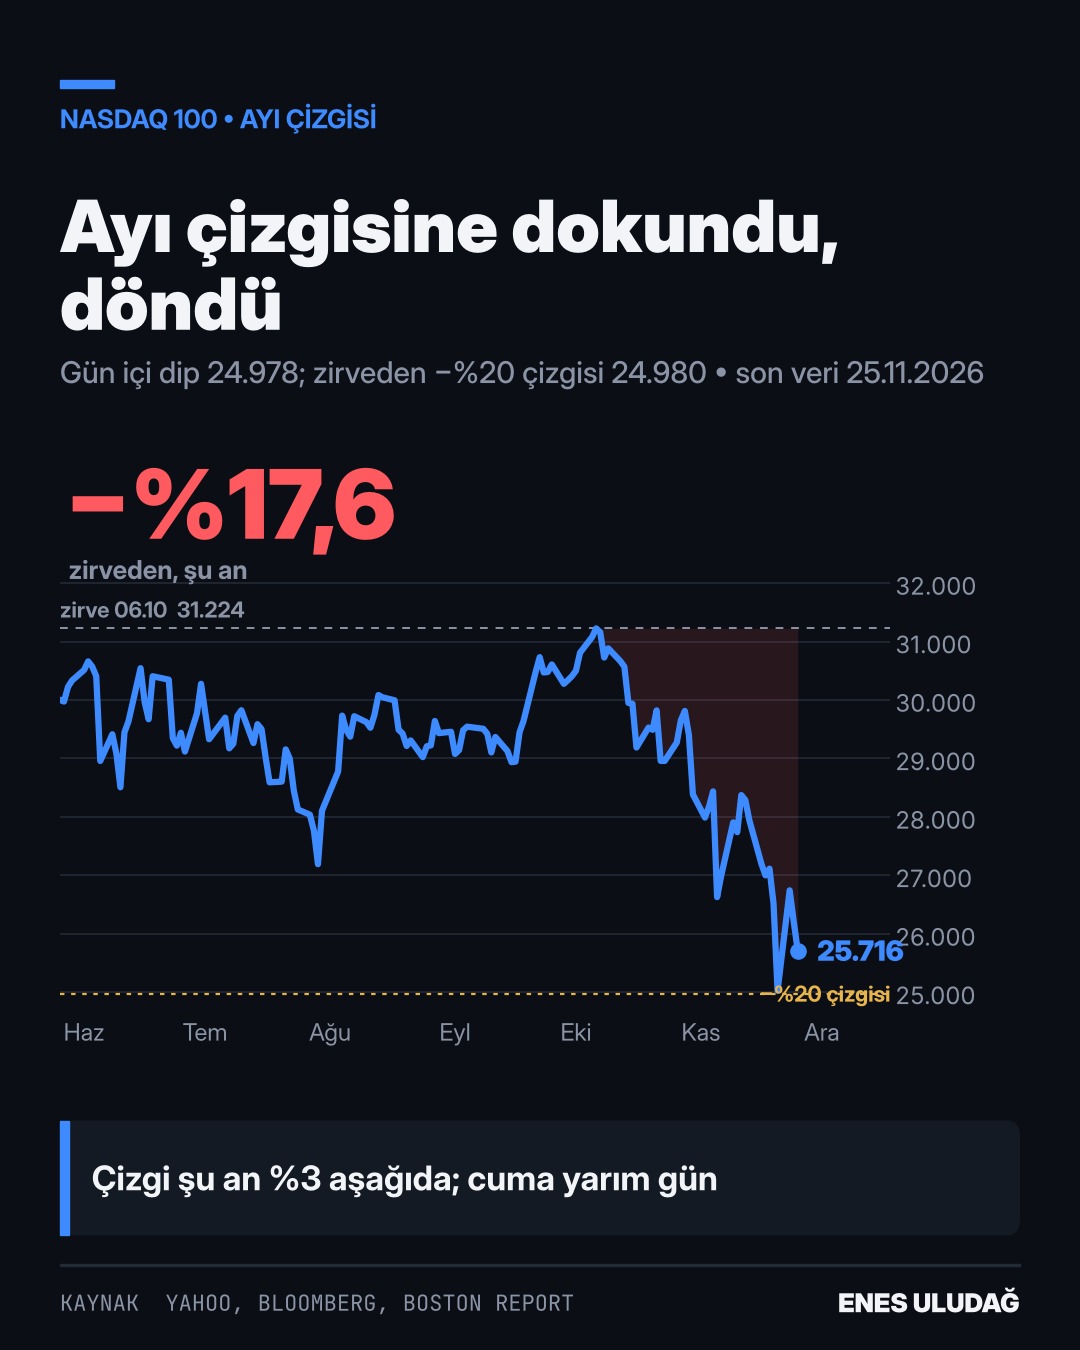 NASDAQ 100 • AYI ÇİZGİSİ
Ayı çizgisine dokundu,
döndü
Gün içi dip 24.978; zirveden −%20 çizgisi 24.980 • son veri 25.11.2026
−%17,6
zirveden, şu an
32.000
zirve 06.10 31.224
31.000
30.000
29.000
28.000
27.000
26.000
25.716
−%20 çizgisi
25.000
Haz Tem Ağu Eyl Eki Kas Ara
Çizgi şu an %3 aşağıda; cuma yarım gün
KAYNAK YAHOO, BLOOMBERG, BOSTON REPORT
ENES ULUDAĞ